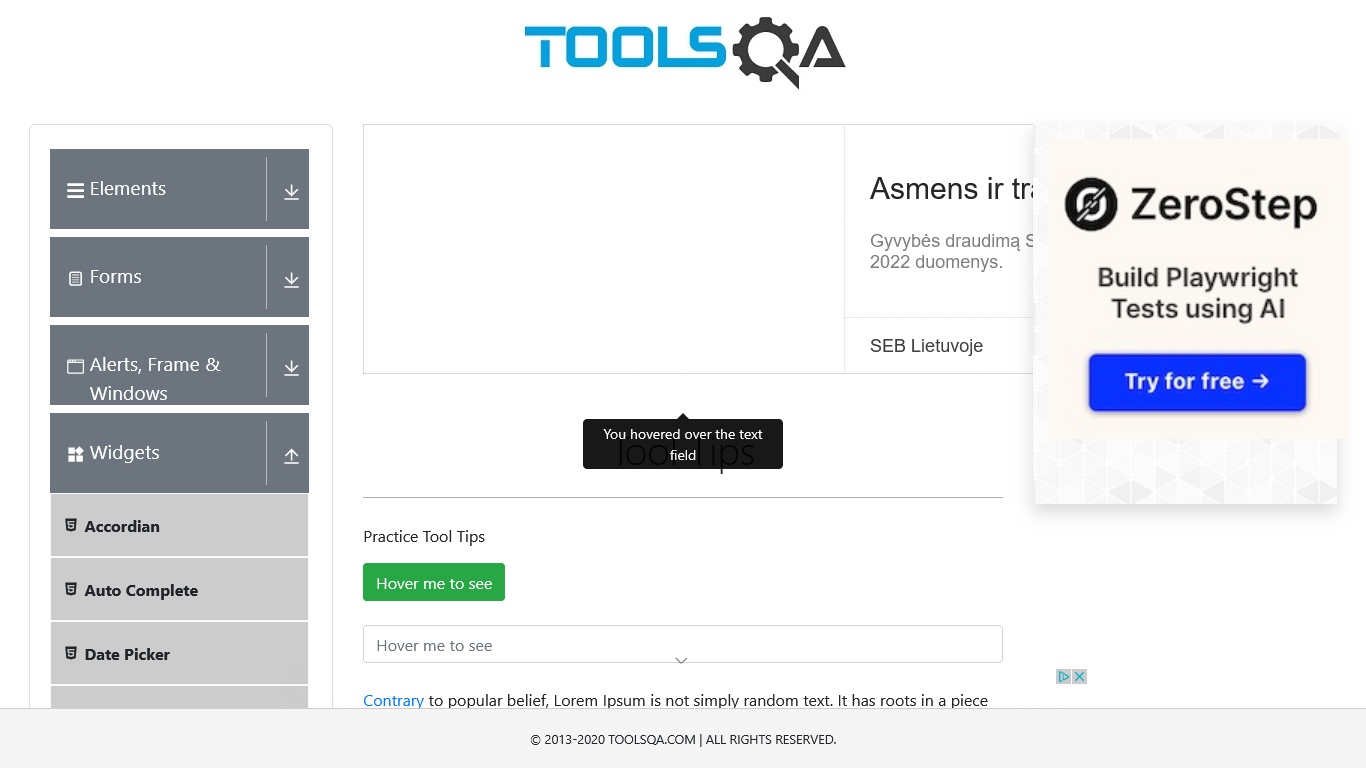 TOOLSQA
Elements
Forms
Alerts, Frame &
Windows
Widgets
Accordian
Auto Complete
Date Picker
Asmens ir tra
Gyvybės draudimą S
2022 duomenys.
SEB Lietuvoje
ZeroStep
Build Playwright
Tests using AI
Try for free →
You hovered over the text
field
Tool Tips
Practice Tool Tips
Hover me to see
Hover me to see
Contrary to popular belief, Lorem Ipsum is not simply random text. It has roots in a piece
© 2013-2020 TOOLSQA.COM | ALL RIGHTS RESERVED.